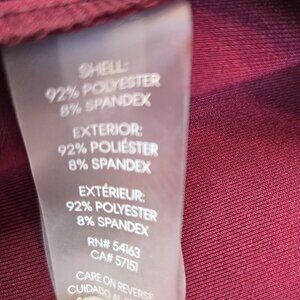 SHELL:
92% POLYESTER
8% SPANDEX
EXTERIOR:
92% POLIÉSTER
8% SPANDEX
EXTÉRIEUR:
92% POLYESTER
8% SPANDEX
RN# 54163
CA# 57151
CARE ON REVERSE
CUIDADO AL